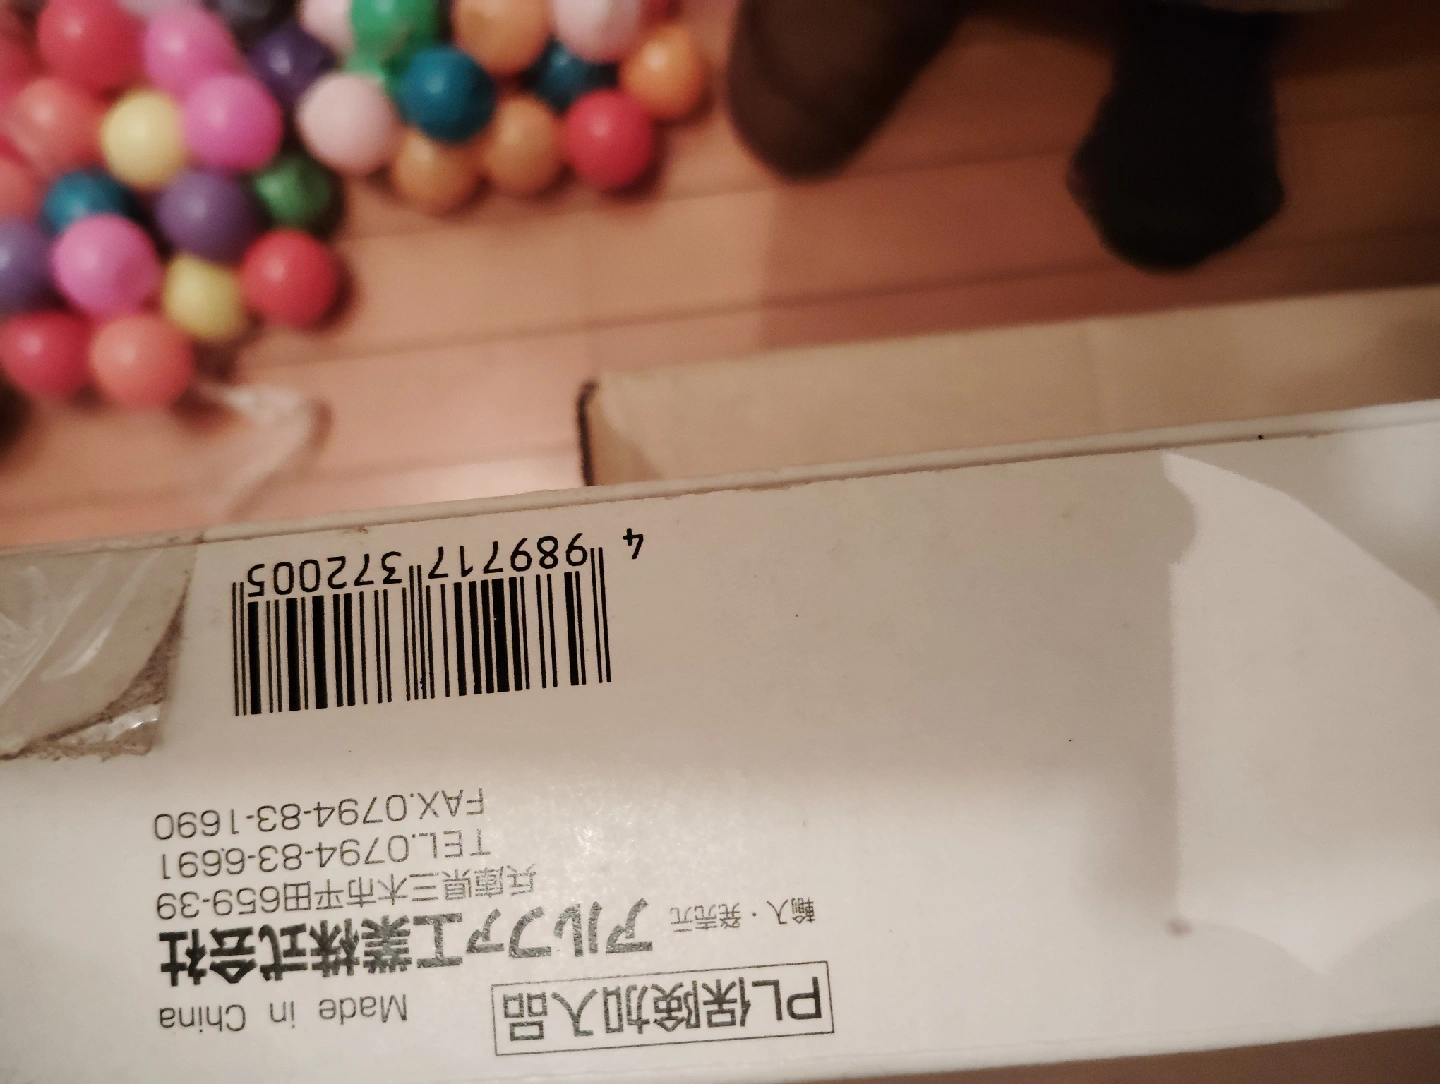 PL保険加入品
Made in China
輸入・発売元 アルファ工業株式会社
兵庫県三木市平田659-39
TEL.0794-83-6691
FAX.0794-83-1690
4 989717 372005